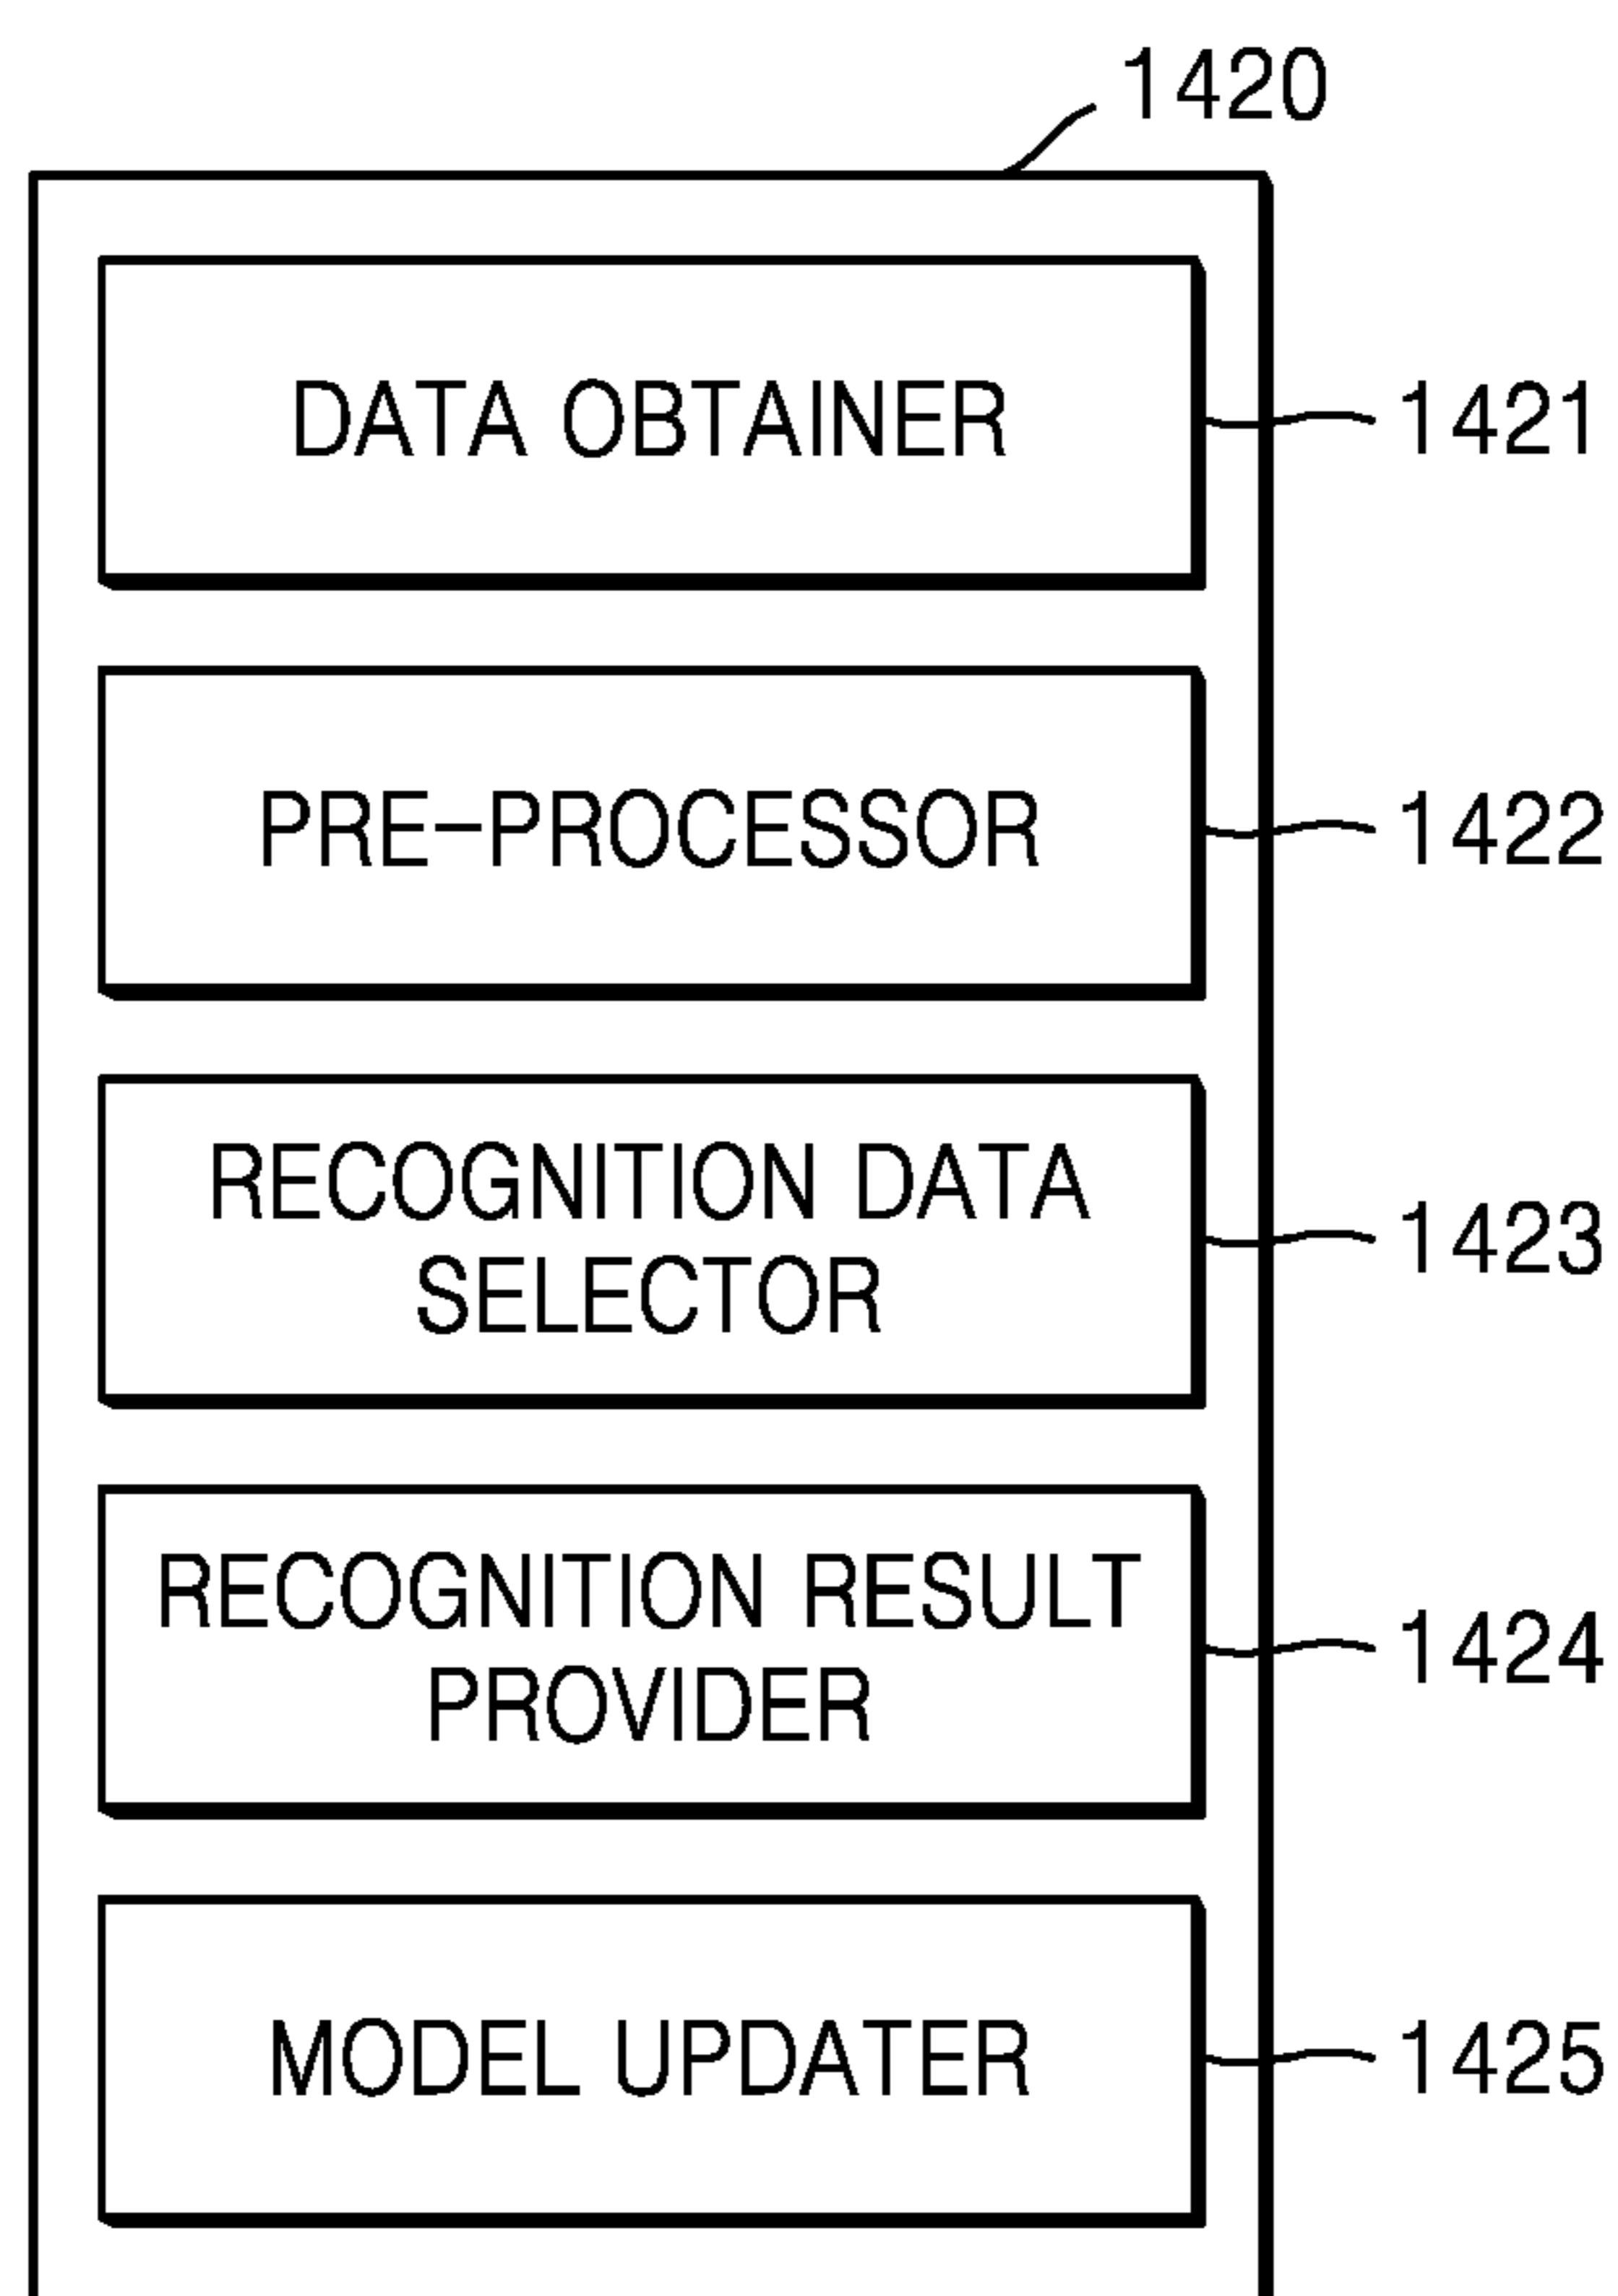 1420
DATA OBTAINER
1421
PRE-PROCESSOR
1422
RECOGNITION DATA
SELECTOR
1423
RECOGNITION RESULT
PROVIDER
1424
MODEL UPDATER
1425